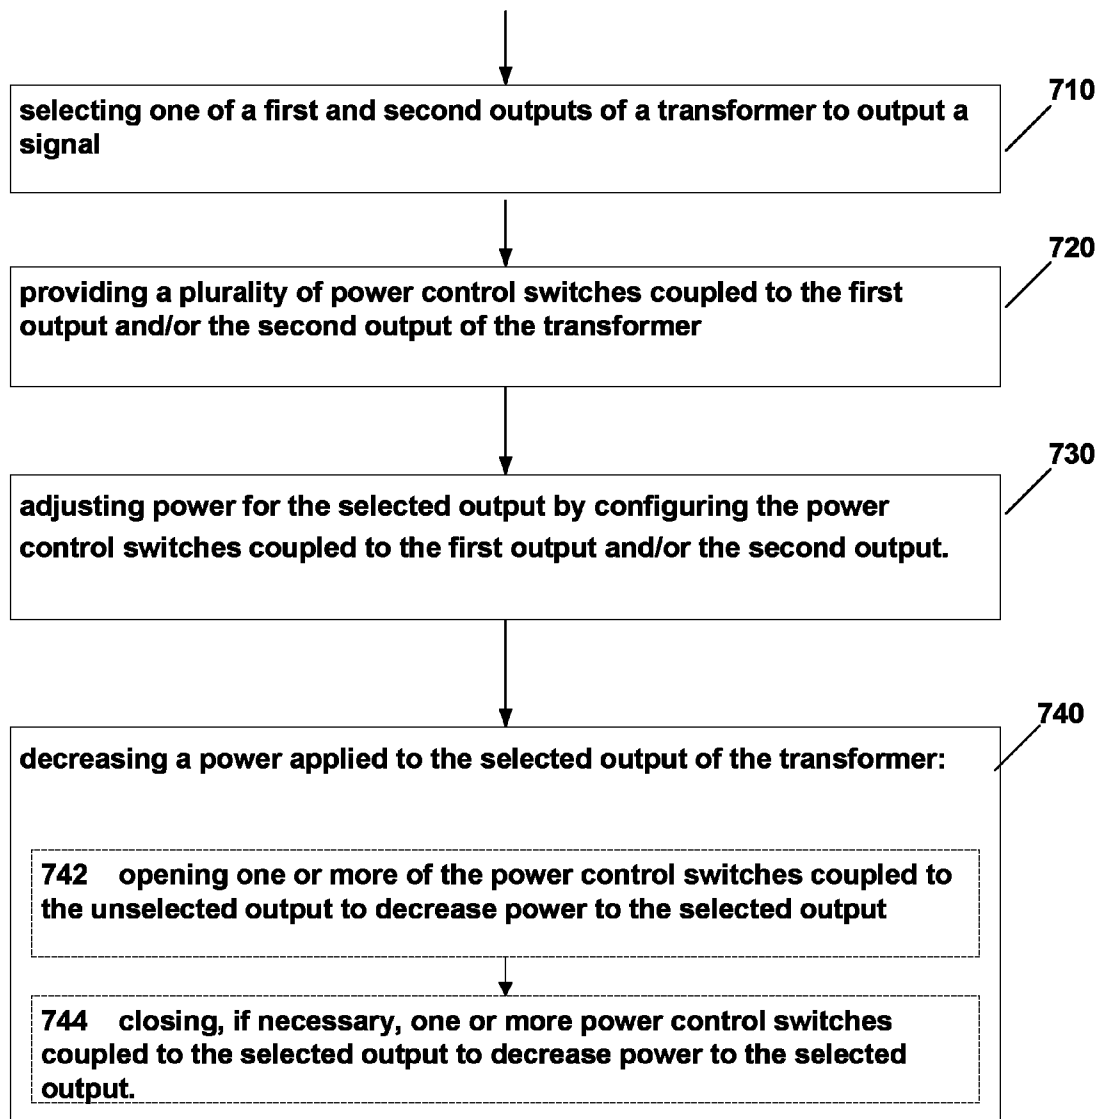 710
selecting one of a first and second outputs of a transformer to output a
signal
720
providing a plurality of power control switches coupled to the first
output and/or the second output of the transformer
730
adjusting power for the selected output by configuring the power
control switches coupled to the first output and/or the second output.
740
decreasing a power applied to the selected output of the transformer:
742 opening one or more of the power control switches coupled to
the unselected output to decrease power to the selected output
744 closing, if necessary, one or more power control switches
coupled to the selected output to decrease power to the selected
output.